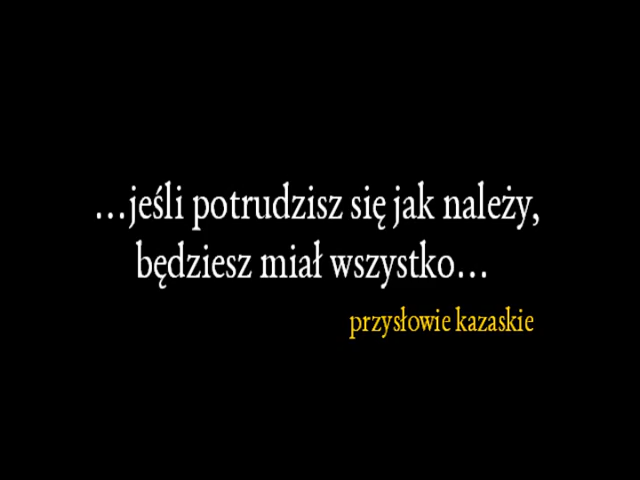 …jeśli potrudzisz się jak należy,
będziesz miał wszystko…
przysłowie kazaskie